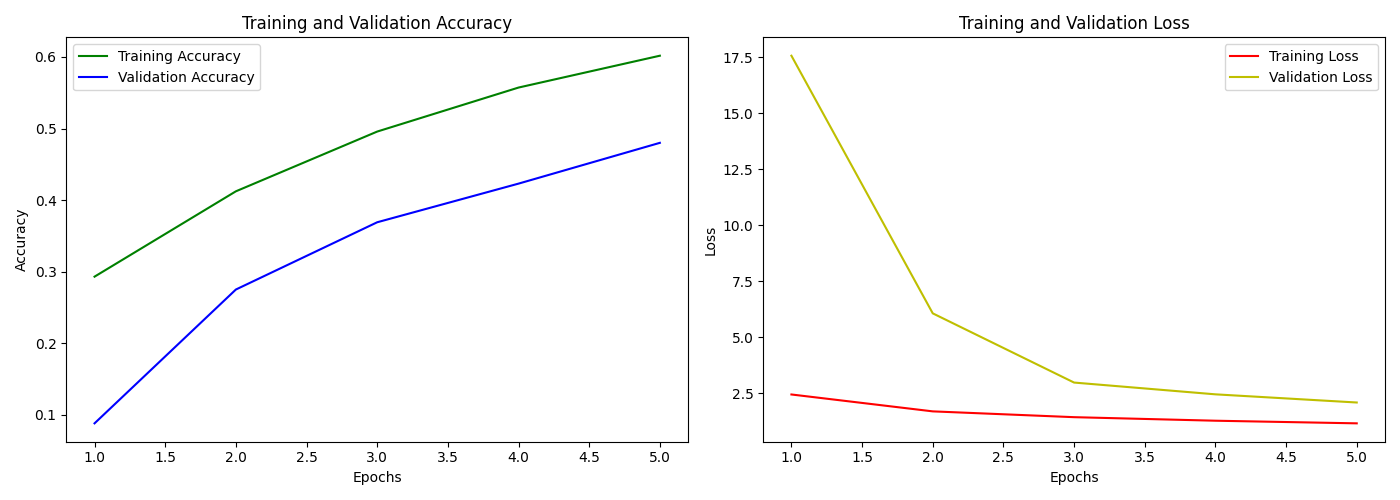 Training and Validation Accuracy
Training Accuracy
Validation Accuracy
0.6
0.5
0.4
0.3
0.2
0.1
Accuracy
1.0 1.5 2.0 2.5 3.0 3.5 4.0 4.5 5.0
Epochs
Training and Validation Loss
Training Loss
Validation Loss
17.5
15.0
12.5
10.0
7.5
5.0
2.5
Loss
1.0 1.5 2.0 2.5 3.0 3.5 4.0 4.5 5.0
Epochs